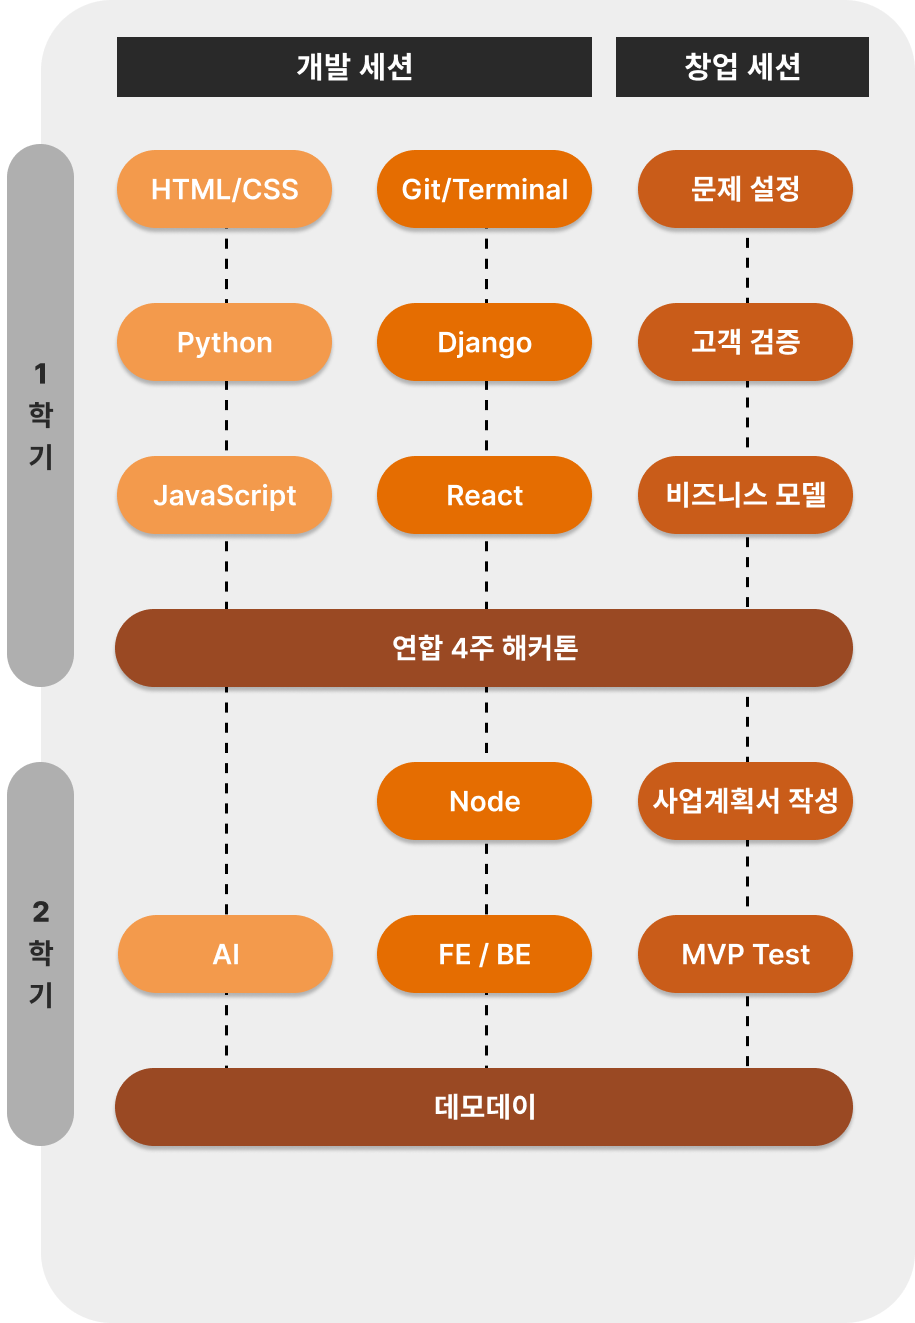 개발 세션
창업 세션
HTML/CSS
Git/Terminal
문제 설정
Python
Django
고객 검증
1
학
기
JavaScript
React
비즈니스 모델
연합 4주 해커톤
Node
사업계획서 작성
2
학
기
AI
FE / BE
MVP Test
데모데이